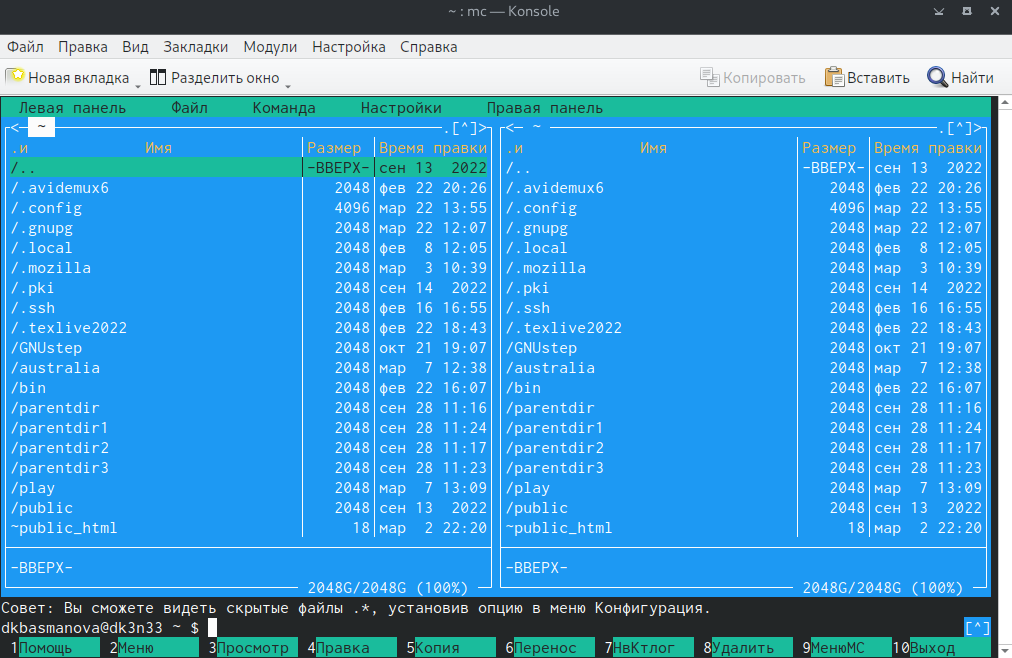 ~ : mc — Konsole
Файл Правка Вид Закладки Модули Настройка Справка
Новая вкладка Разделить окно Копировать Вставить Найти
Левая панель Файл Команда Настройки Правая панель
<- ~ .[^]> <- ~ .[^]>
.и Имя Размер Время правки .и Имя Размер Время правки
/.. -ВВЕРХ- сен 13 2022 /.. -ВВЕРХ- сен 13 2022
/.avidemux6 2048 фев 22 20:26 /.avidemux6 2048 фев 22 20:26
/.config 4096 мар 22 13:55 /.config 4096 мар 22 13:55
/.gnupg 2048 мар 22 12:07 /.gnupg 2048 мар 22 12:07
/.local 2048 фев 8 12:05 /.local 2048 фев 8 12:05
/.mozilla 2048 мар 3 10:39 /.mozilla 2048 мар 3 10:39
/.pki 2048 сен 14 2022 /.pki 2048 сен 14 2022
/.ssh 2048 фев 16 16:55 /.ssh 2048 фев 16 16:55
/.texlive2022 2048 фев 22 18:43 /.texlive2022 2048 фев 22 18:43
/GNUstep 2048 окт 21 19:07 /GNUstep 2048 окт 21 19:07
/australia 2048 мар 7 12:38 /australia 2048 мар 7 12:38
/bin 2048 фев 22 16:07 /bin 2048 фев 22 16:07
/parentdir 2048 сен 28 11:16 /parentdir 2048 сен 28 11:16
/parentdir1 2048 сен 28 11:24 /parentdir1 2048 сен 28 11:24
/parentdir2 2048 сен 28 11:17 /parentdir2 2048 сен 28 11:17
/parentdir3 2048 сен 28 11:23 /parentdir3 2048 сен 28 11:23
/play 2048 мар 7 13:09 /play 2048 мар 7 13:09
/public 2048 сен 13 2022 /public 2048 сен 13 2022
~public_html 18 мар 2 22:20 ~public_html 18 мар 2 22:20
-ВВЕРХ- -ВВЕРХ-
2048G/2048G (100%) 2048G/2048G (100%)
Совет: Вы сможете видеть скрытые файлы .*, установив опцию в меню Конфигурация.
dkbasmanova@dk3n33 ~ $ [^]
1Помощь 2Меню 3Просмотр 4Правка 5Копия 6Перенос 7НвКтлог 8Удалить 9МенюMC 10Выход